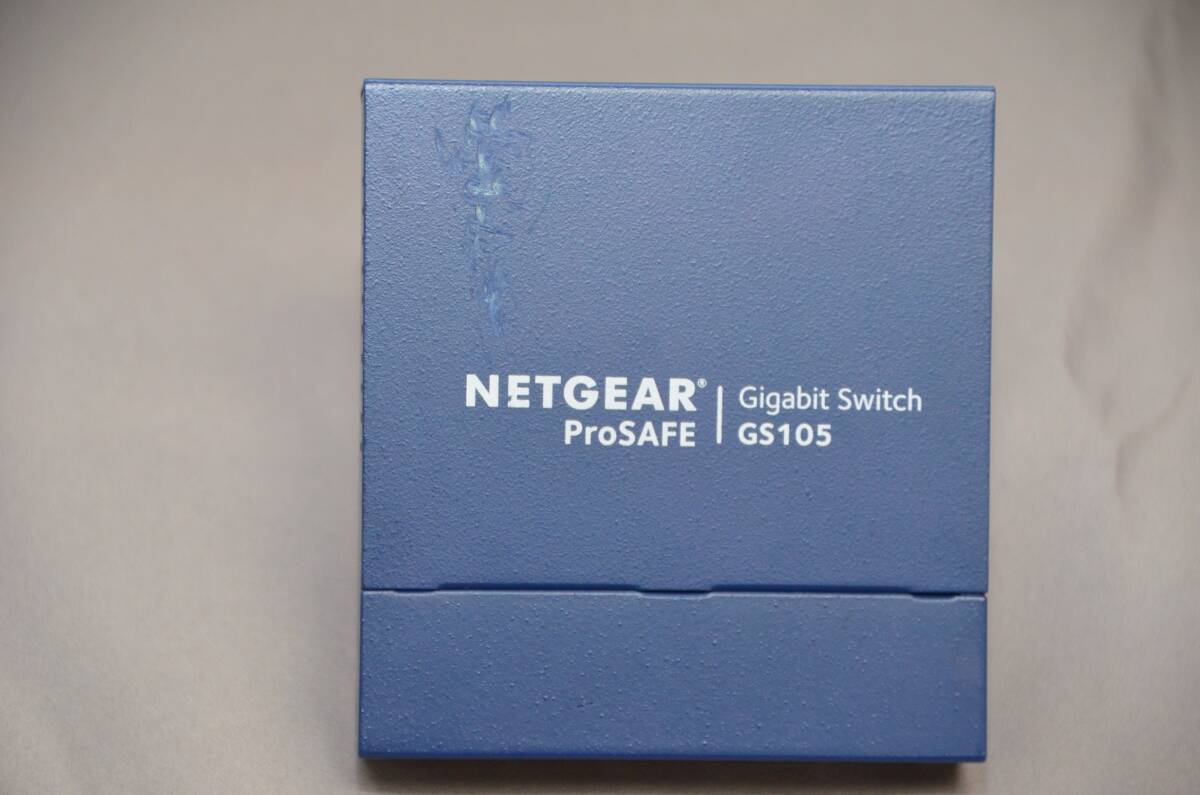 NETGEAR®
ProSAFE
Gigabit Switch
GS105